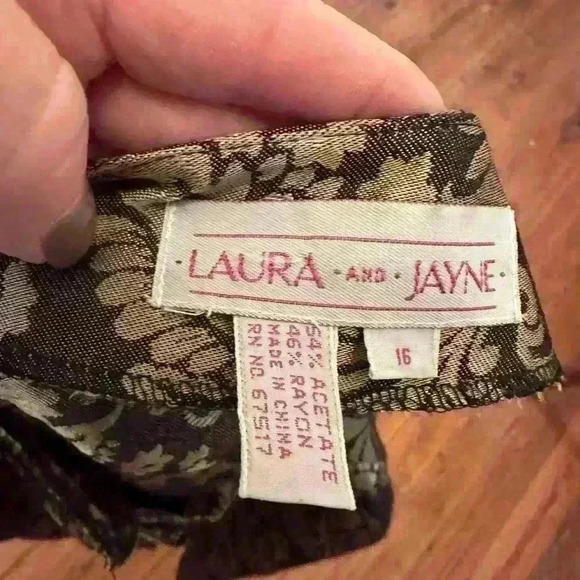 · LAURA · AND · JAYNE ·
16
54% ACETATE
46% RAYON
MADE IN CHINA
RN NO. 67517